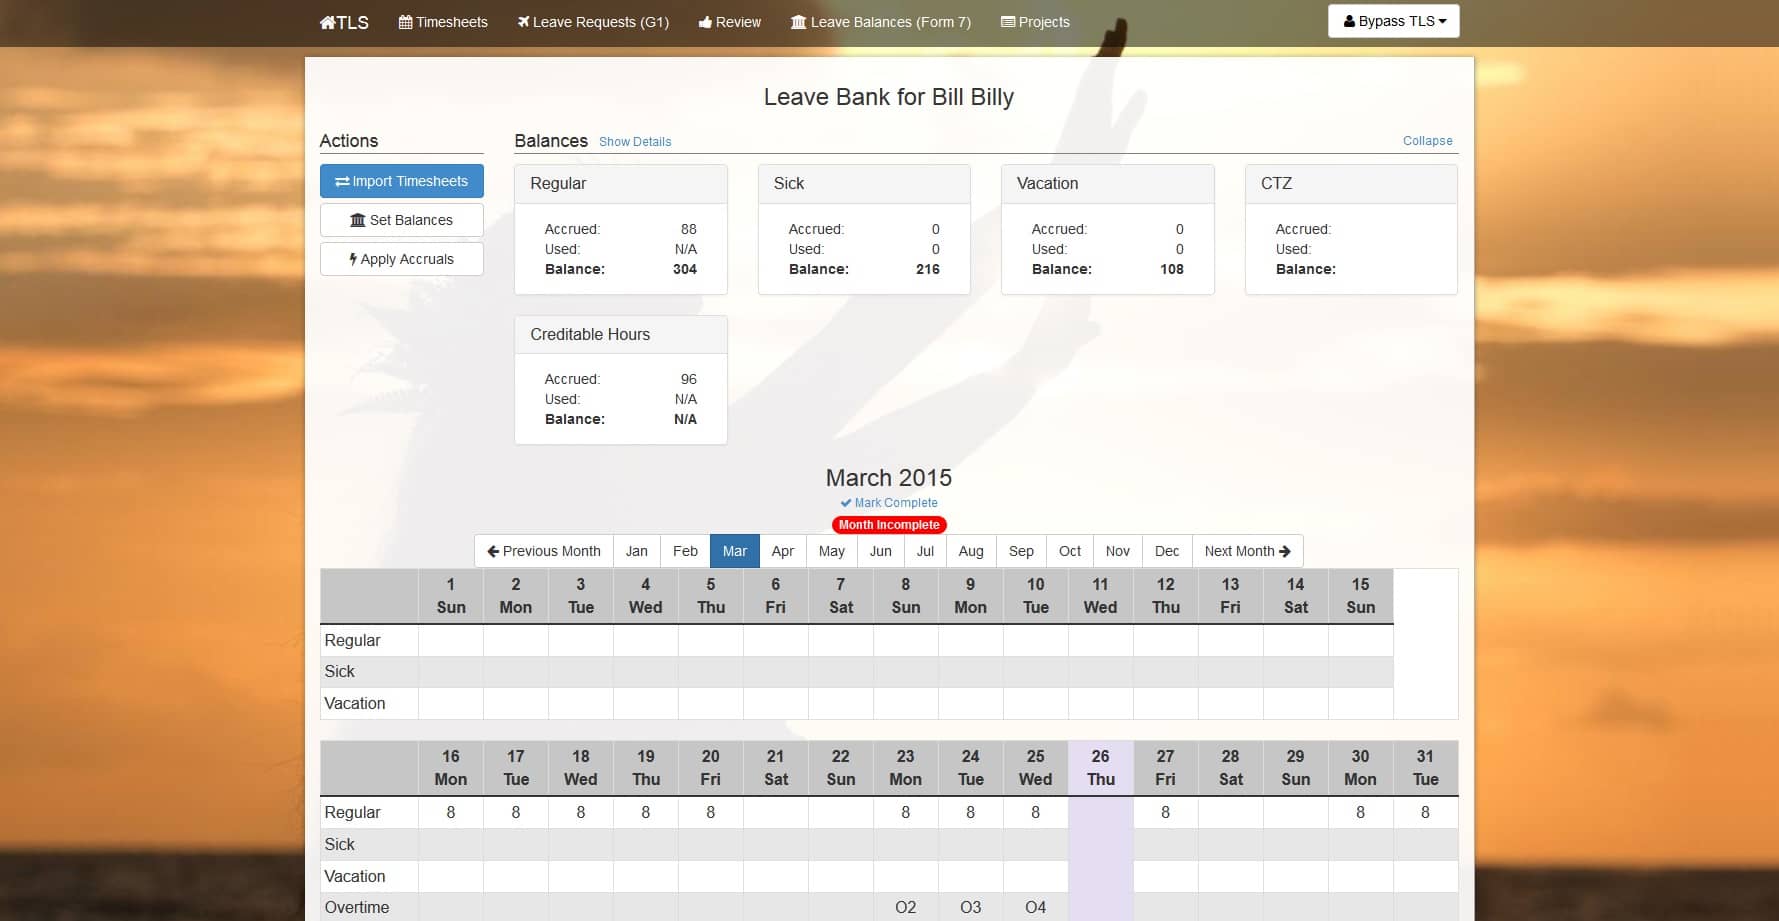 TLS Timesheets Leave Requests (G1) Review Leave Balances (Form 7) Projects Bypass TLS
Leave Bank for Bill Billy
Actions
Import Timesheets
Set Balances
Apply Accruals
Balances Show Details Collapse
Regular
Accrued: 88
Used: N/A
Balance: 304
Sick
Accrued: 0
Used: 0
Balance: 216
Vacation
Accrued: 0
Used: 0
Balance: 108
CTZ
Accrued:
Used:
Balance:
Creditable Hours
Accrued: 96
Used: N/A
Balance: N/A
March 2015
Mark Complete
Month Incomplete
Previous Month Jan Feb Mar Apr May Jun Jul Aug Sep Oct Nov Dec Next Month
1 2 3 4 5 6 7 8 9 10 11 12 13 14 15
Sun Mon Tue Wed Thu Fri Sat Sun Mon Tue Wed Thu Fri Sat Sun
Regular
Sick
Vacation
16 17 18 19 20 21 22 23 24 25 26 27 28 29 30 31
Mon Tue Wed Thu Fri Sat Sun Mon Tue Wed Thu Fri Sat Sun Mon Tue
Regular 8 8 8 8 8 8 8 8 8 8 8
Sick
Vacation
Overtime O2 O3 O4